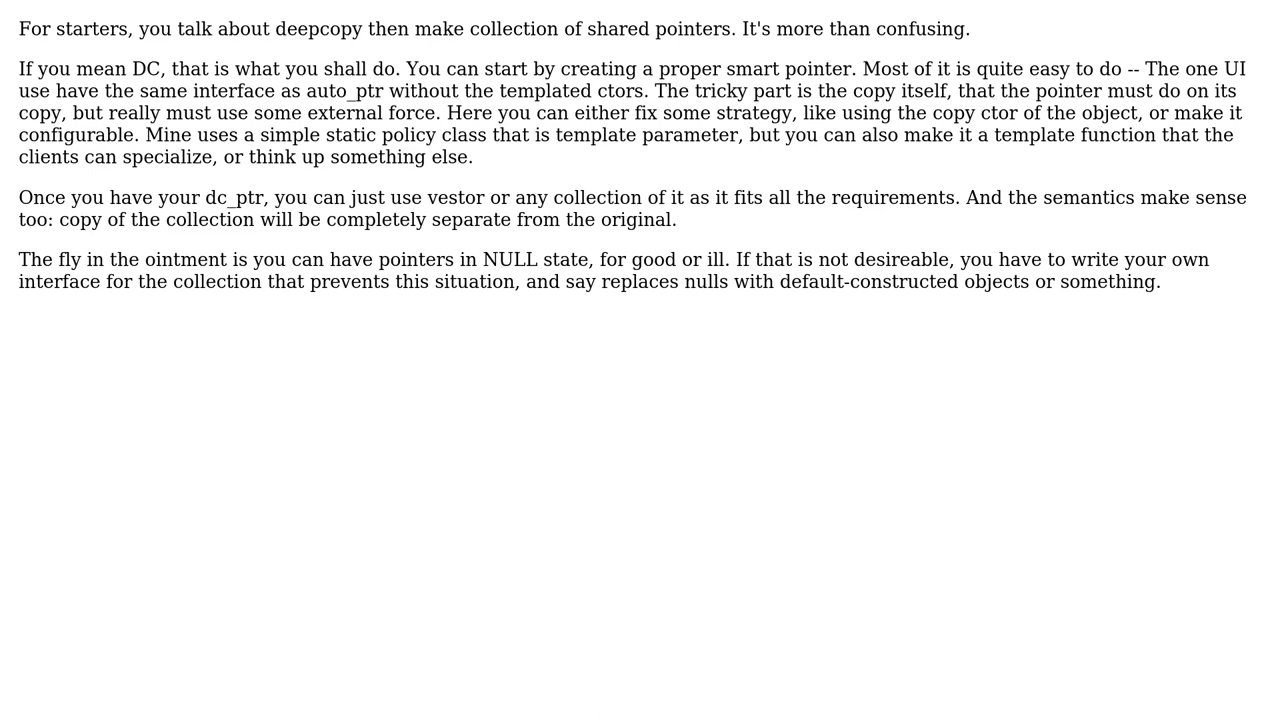 For starters, you talk about deepcopy then make collection of shared pointers. It's more than confusing.
If you mean DC, that is what you shall do. You can start by creating a proper smart pointer. Most of it is quite easy to do -- The one UI
use have the same interface as auto_ptr without the templated ctors. The tricky part is the copy itself, that the pointer must do on its
copy, but really must use some external force. Here you can either fix some strategy, like using the copy ctor of the object, or make it
configurable. Mine uses a simple static policy class that is template parameter, but you can also make it a template function that the
clients can specialize, or think up something else.
Once you have your dc_ptr, you can just use vestor or any collection of it as it fits all the requirements. And the semantics make sense
too: copy of the collection will be completely separate from the original.
The fly in the ointment is you can have pointers in NULL state, for good or ill. If that is not desireable, you have to write your own
interface for the collection that prevents this situation, and say replaces nulls with default-constructed objects or something.